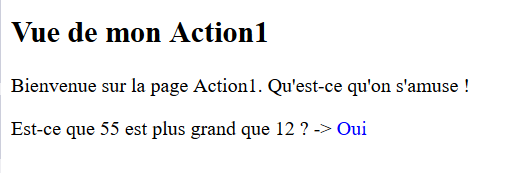 Vue de mon Action1
Bienvenue sur la page Action1. Qu'est-ce qu'on s'amuse !
Est-ce que 55 est plus grand que 12 ? -> Oui